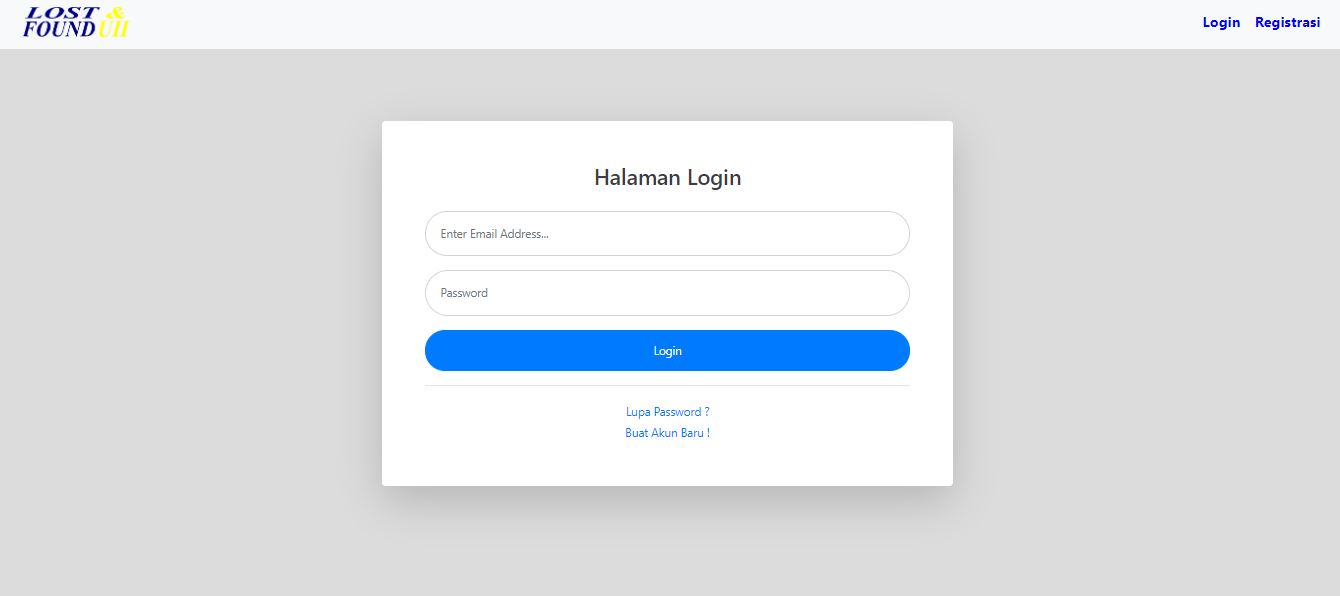 LOST &
FOUND UII
Login Registrasi
Halaman Login
Enter Email Address...
Password
Login
Lupa Password ?
Buat Akun Baru !